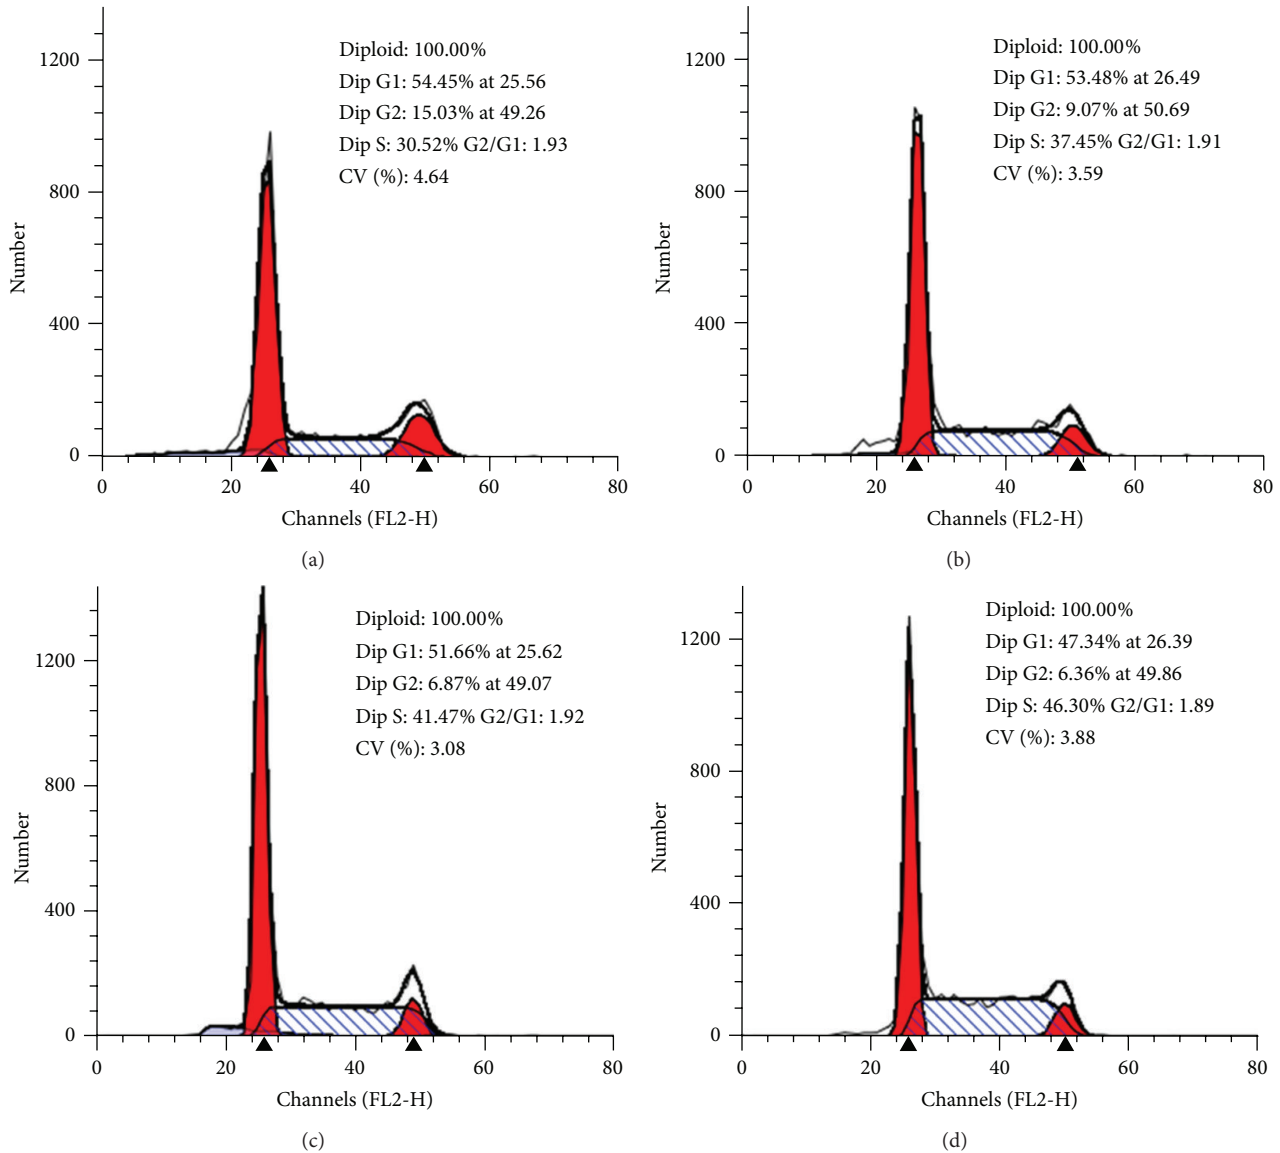 1200
800
400
0
Number
Diploid: 100.00%
Dip G1: 54.45% at 25.56
Dip G2: 15.03% at 49.26
Dip S: 30.52% G2/G1: 1.93
CV (%): 4.64
0 20 40 60 80
Channels (FL2-H)
(a)
1200
800
400
0
Number
Diploid: 100.00%
Dip G1: 53.48% at 26.49
Dip G2: 9.07% at 50.69
Dip S: 37.45% G2/G1: 1.91
CV (%): 3.59
0 20 40 60 80
Channels (FL2-H)
(b)
1200
800
400
0
Number
Diploid: 100.00%
Dip G1: 51.66% at 25.62
Dip G2: 6.87% at 49.07
Dip S: 41.47% G2/G1: 1.92
CV (%): 3.08
0 20 40 60 80
Channels (FL2-H)
(c)
1200
800
400
0
Number
Diploid: 100.00%
Dip G1: 47.34% at 26.39
Dip G2: 6.36% at 49.86
Dip S: 46.30% G2/G1: 1.89
CV (%): 3.88
0 20 40 60 80
Channels (FL2-H)
(d)